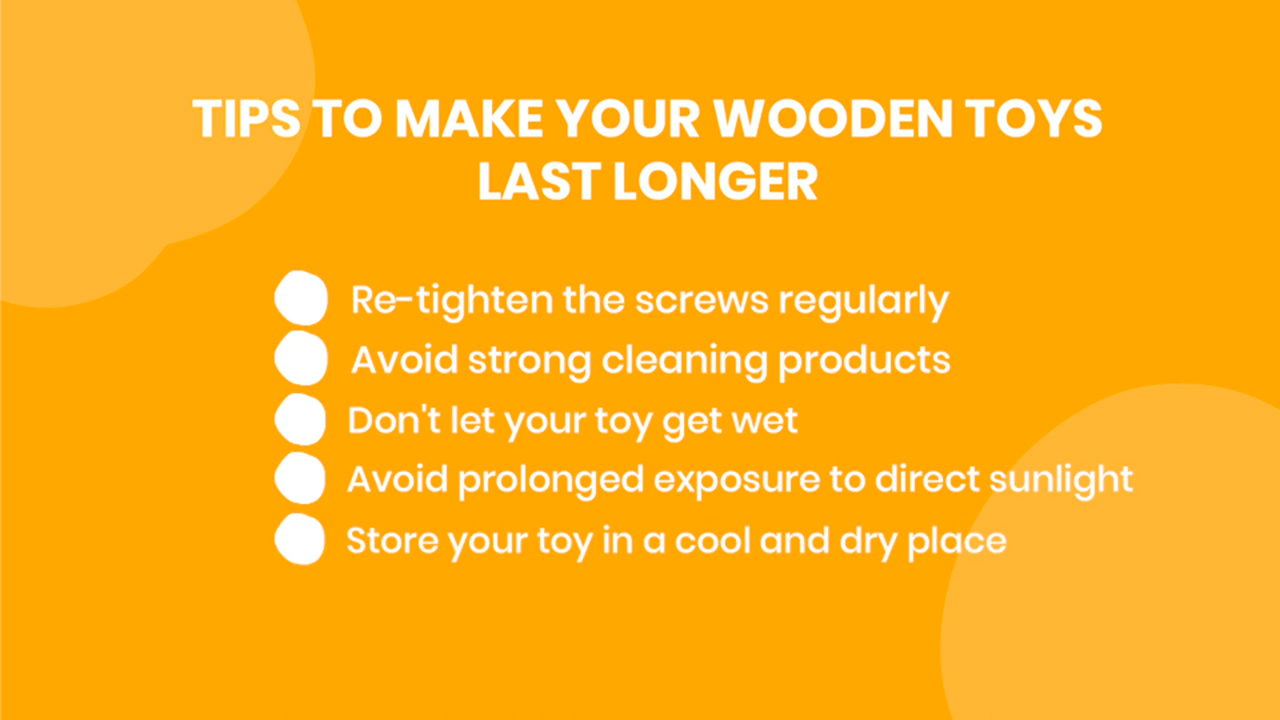 TIPS TO MAKE YOUR WOODEN TOYS
LAST LONGER
Re-tighten the screws regularly
Avoid strong cleaning products
Don't let your toy get wet
Avoid prolonged exposure to direct sunlight
Store your toy in a cool and dry place